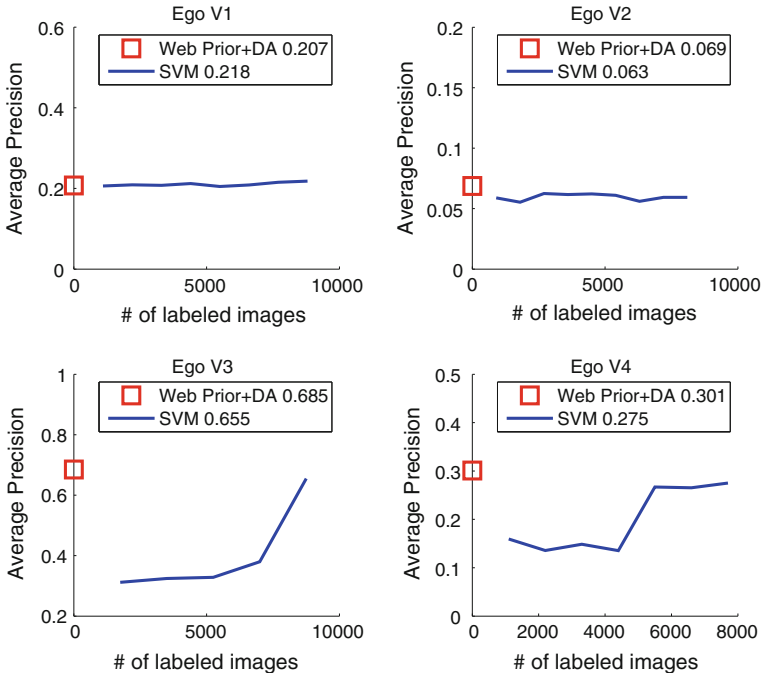 Ego V1
Web Prior+DA 0.207
SVM 0.218
0.6
0.4
0.2
0
Average Precision
0 5000 10000
# of labeled images
Ego V2
Web Prior+DA 0.069
SVM 0.063
0.2
0.15
0.1
0.05
0
Average Precision
0 5000 10000
# of labeled images
Ego V3
Web Prior+DA 0.685
SVM 0.655
1
0.8
0.6
0.4
0.2
Average Precision
0 5000 10000
# of labeled images
Ego V4
Web Prior+DA 0.301
SVM 0.275
0.5
0.4
0.3
0.2
0.1
0
Average Precision
0 2000 4000 6000 8000
# of labeled images